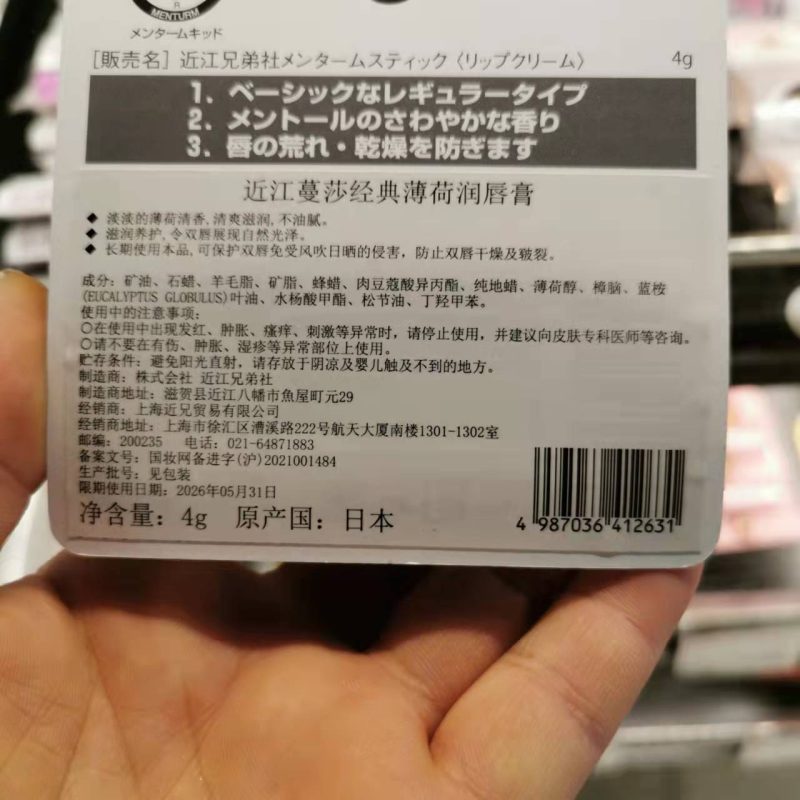 MENTURM
メンタームキッド
[販売名] 近江兄弟社メンタームスティック〈リップクリーム〉 4g
1. ベーシックなレギュラータイプ
2. メントールのさわやかな香り
3. 唇の荒れ・乾燥を防ぎます
近江蔓莎经典薄荷润唇膏
◆ 淡淡的薄荷清香,清爽滋润,不油腻。
◆ 滋润养护,令双唇展现自然光泽。
◆ 长期使用本品,可保护双唇免受风吹日晒的侵害，防止双唇干燥及皲裂。
成分：矿油、石蜡、羊毛脂、矿脂、蜂蜡、肉豆蔻酸异丙酯、纯地蜡、薄荷醇、樟脑、蓝桉
(EUCALYPTUS GLOBULUS)叶油、水杨酸甲酯、松节油、丁羟甲苯。
使用中的注意事项：
○在使用中出现发红、肿胀、瘙痒、刺激等异常时,请停止使用，并建议向皮肤专科医师等咨询。
○请不要在有伤、肿胀、湿疹等异常部位上使用。
贮存条件：避免阳光直射，请存放于阴凉及婴儿触及不到的地方。
制造商：株式会社 近江兄弟社
制造商地址：滋贺县近江八幡市魚屋町元29
经销商：上海近兄贸易有限公司
经销商地址：上海市徐汇区漕溪路222号航天大厦南楼1301-1302室
邮编：200235 电话：021-64871883
备案文号：国妆网备进字(沪)2021001484
生产批号：见包装
限期使用日期：2026年05月31日
净含量：4g 原产国：日本
4 987036 412631